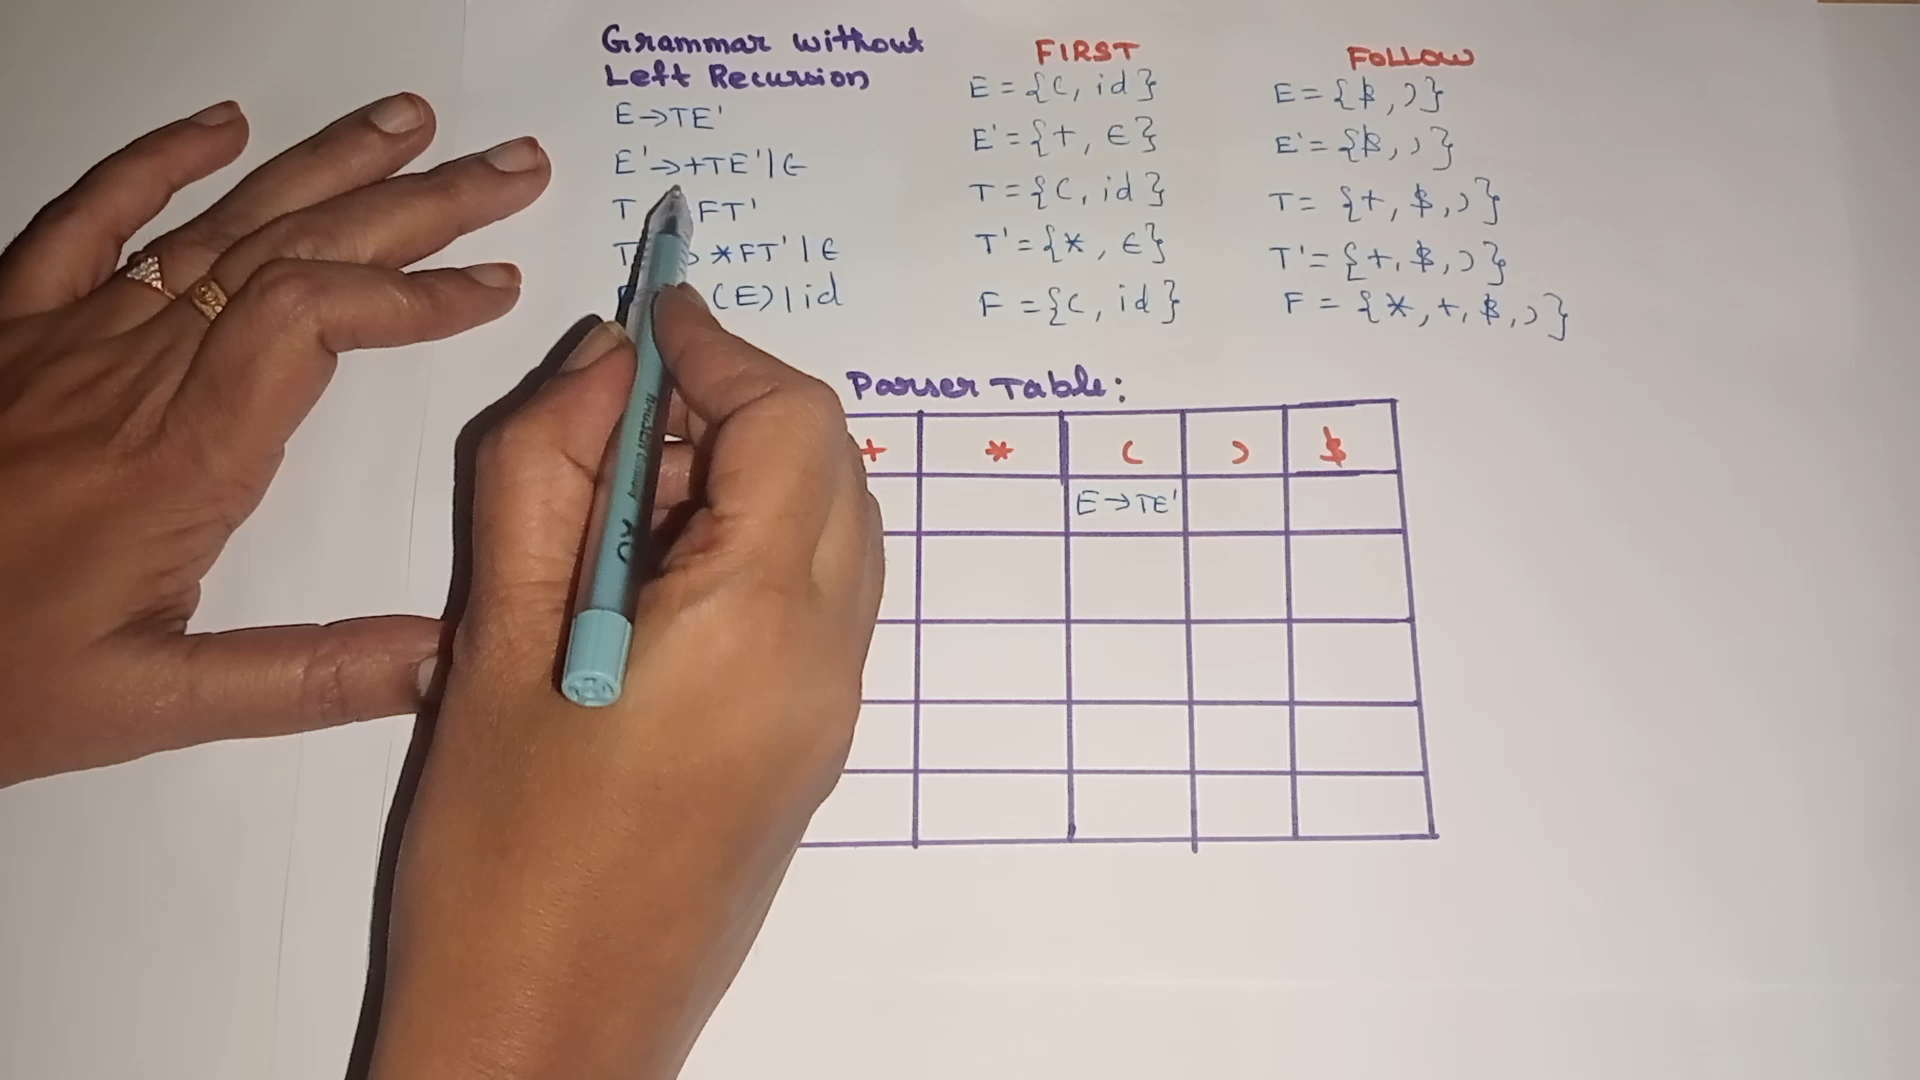 Grammar without
Left Recursion
E→TE'
E'→+TE'|ϵ
T FT'
T *FT'|ϵ
(E)|id
FIRST
E={(, id}
E'={+, ϵ}
T={(, id}
T'={*, ϵ}
F={(, id}
FOLLOW
E={$,)}
E'={$,)}
T={+,$,)}
T'={+,$,)}
F={*,+,$,)}
Parser Table:
+ * ( ) $
E→TE'